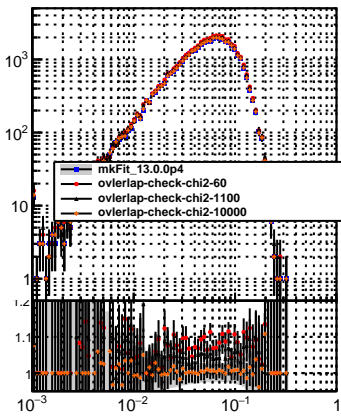 10³
10²
10
mkFit_13.0.0p4
ovlerlap-check-chi2-60
ovlerlap-check-chi2-1100
ovlerlap-check-chi2-10000
1
1.2
1.1
1
10⁻³ 10⁻² 10⁻¹ 1